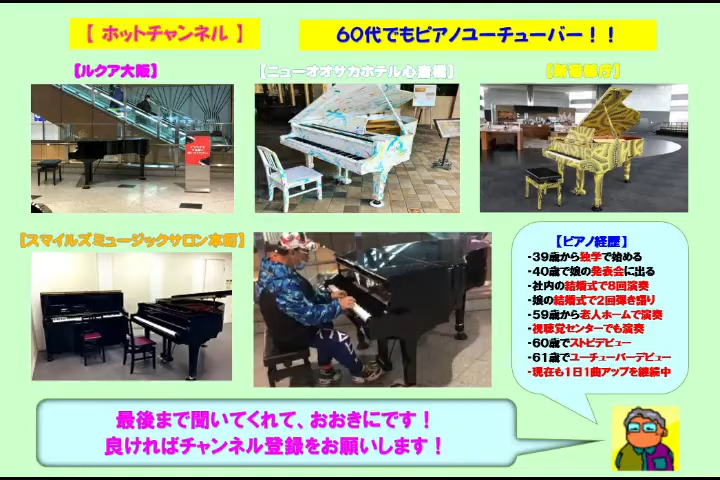 【 ホットチャンネル 】
60代でもピアノユーチューバー！！
【ルクア大阪】
【ニューオオサカホテル心斎橋】
【新宿都庁】
【スマイルズミュージックサロン本町】
【ピアノ経歴】
・39歳から独学で始める
・40歳で娘の発表会に出る
・社内の結婚式で8回演奏
・娘の結婚式で2回弾き語り
・59歳から老人ホームで演奏
・視聴覚センターでも演奏
・60歳でストピデビュー
・61歳でユーチューバーデビュー
・現在も1日1曲アップを継続中
最後まで聞いてくれて、おおきにです！
良ければチャンネル登録をお願いします！